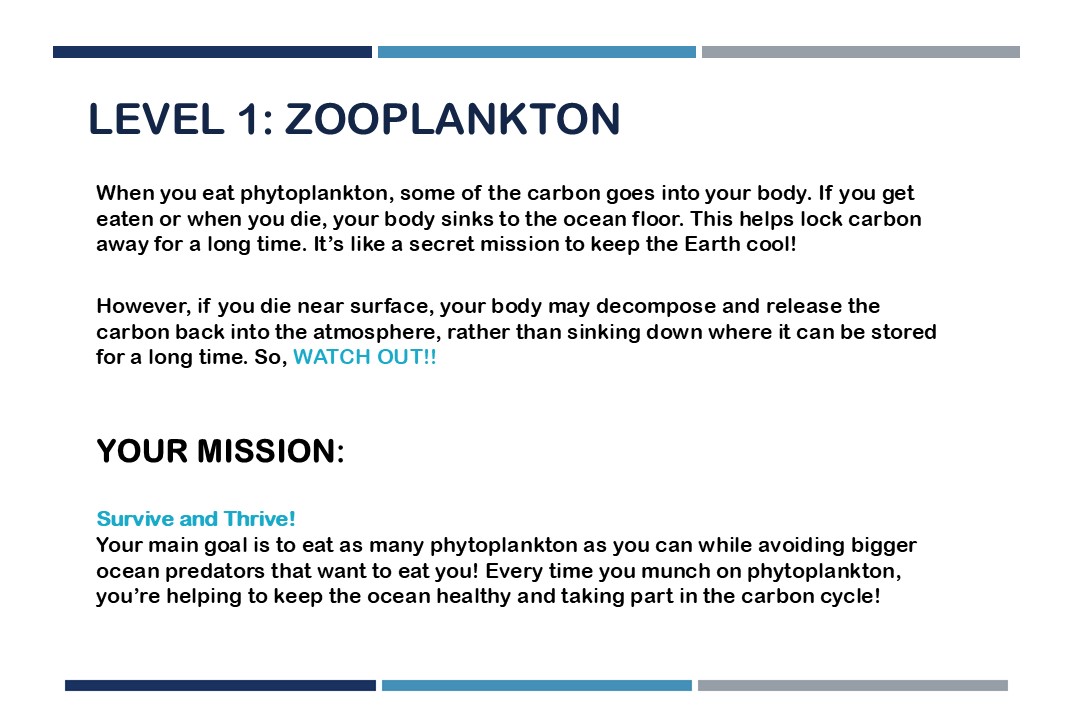 LEVEL 1: ZOOPLANKTON
When you eat phytoplankton, some of the carbon goes into your body. If you get
eaten or when you die, your body sinks to the ocean floor. This helps lock carbon
away for a long time. It’s like a secret mission to keep the Earth cool!
However, if you die near surface, your body may decompose and release the
carbon back into the atmosphere, rather than sinking down where it can be stored
for a long time. So, WATCH OUT!!
YOUR MISSION:
Survive and Thrive!
Your main goal is to eat as many phytoplankton as you can while avoiding bigger
ocean predators that want to eat you! Every time you munch on phytoplankton,
you’re helping to keep the ocean healthy and taking part in the carbon cycle!